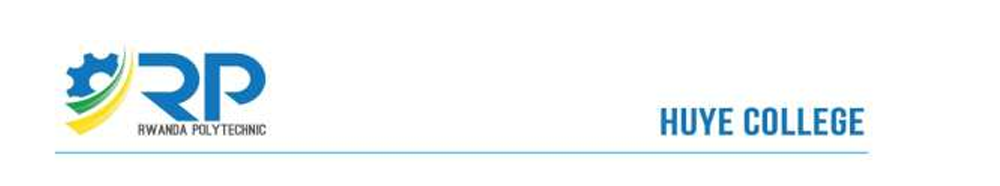 RP
RWANDA POLYTECHNIC
HUYE COLLEGE